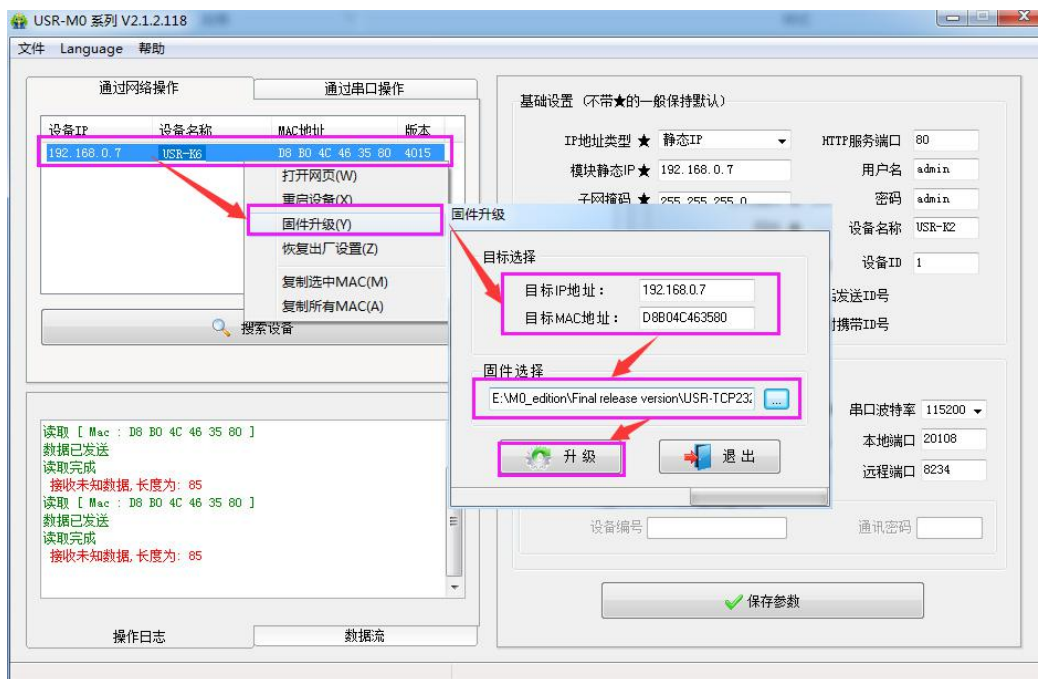 USR-M0 系列 V2.1.2.118
文件 Language 帮助
通过网络操作 通过串口操作
设备IP 设备名称 MAC地址 版本
192.168.0.7 USR-K6 D8 B0 4C 46 35 80 4015
打开网页(W)
重启设备(X)
固件升级(Y)
恢复出厂设置(Z)
复制选中MAC(M)
复制所有MAC(A)
搜索设备
读取 [ Mac : D8 B0 4C 46 35 80 ]
数据已发送
读取完成
接收未知数据,长度为: 85
读取 [ Mac : D8 B0 4C 46 35 80 ]
数据已发送
读取完成
接收未知数据,长度为: 85
操作日志 数据流
基础设置 (不带★的一般保持默认)
IP地址类型 ★ 静态IP HTTP服务端口 80
模块静态IP★ 192.168.0.7 用户名 admin
子网掩码 ★ 255.255.255.0 密码 admin
设备名称 USR-K2
设备ID 1
发送ID号
携带ID号
固件升级
目标选择
目标IP地址: 192.168.0.7
目标MAC地址: D8B04C463580
固件选择
E:\M0_edition\Final release version\USR-TCP232 ...
升 级 退 出
串口波特率 115200
本地端口 20108
远程端口 8234
设备编号 通讯密码
保存参数